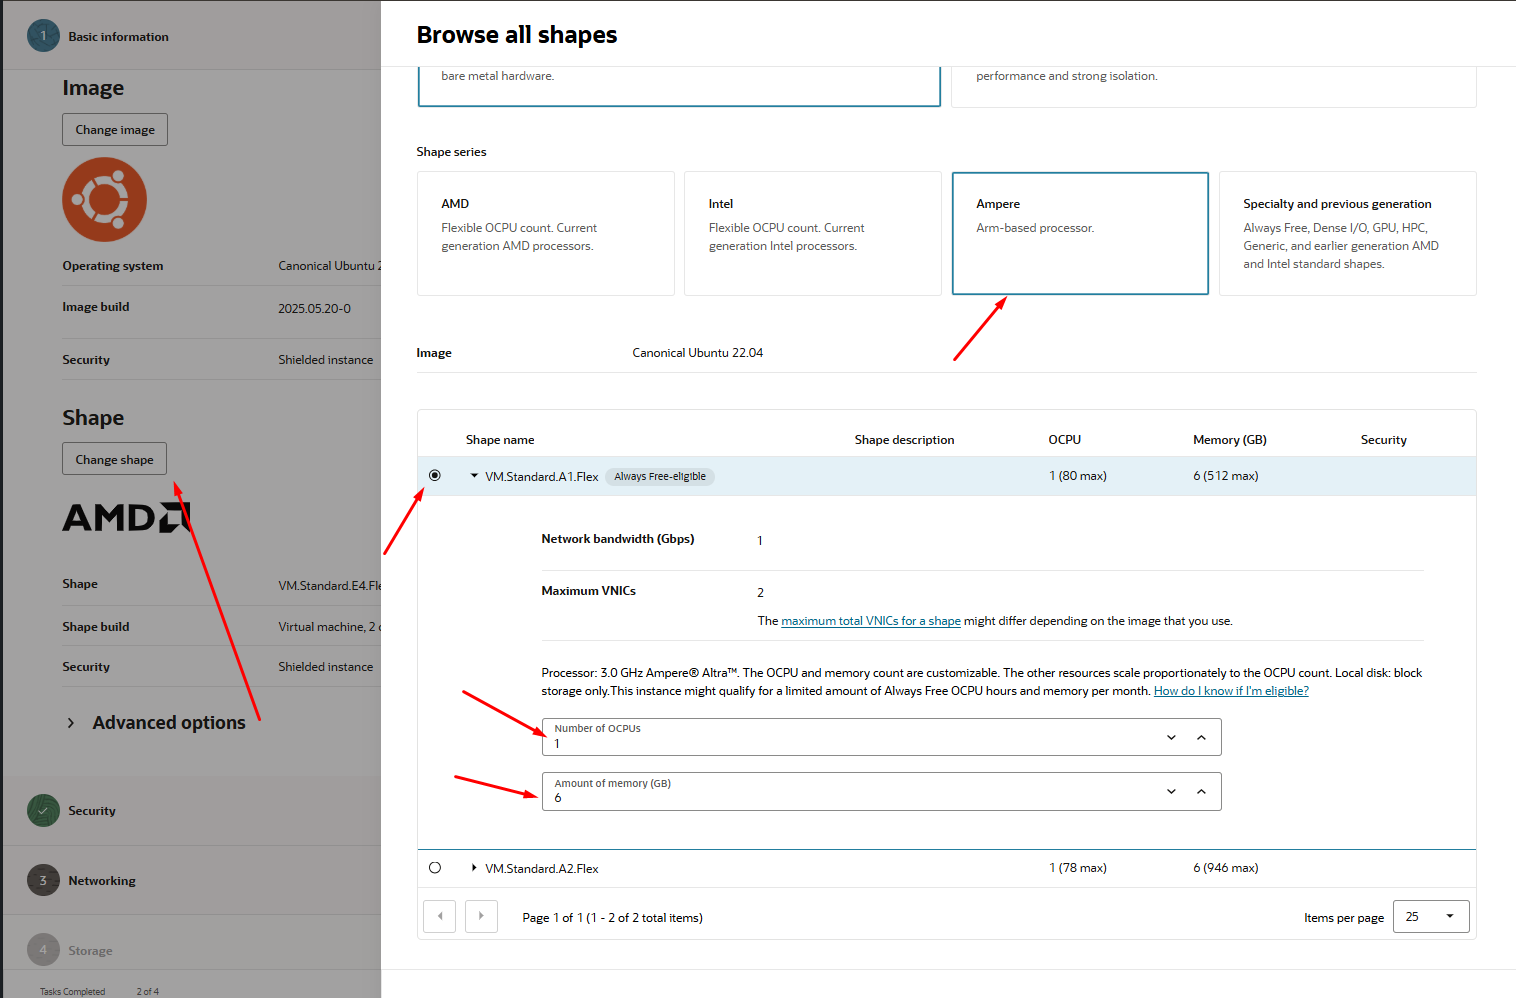 1 Basic information
Image
Change image
Operating system Canonical Ubuntu
Image build 2025.05.20-0
Security Shielded instance
Shape
Change shape
AMD
Shape VM.Standard.E4.Fle
Shape build Virtual machine, 2
Security Shielded instance
Advanced options
Security
3 Networking
4 Storage
Tasks Completed 2 of 4
Browse all shapes
bare metal hardware.
performance and strong isolation.
Shape series
AMD
Flexible OCPU count. Current
generation AMD processors.
Intel
Flexible OCPU count. Current
generation Intel processors.
Ampere
Arm-based processor.
Specialty and previous generation
Always Free, Dense I/O, GPU, HPC,
Generic, and earlier generation AMD
and Intel standard shapes.
Image Canonical Ubuntu 22.04
Shape name Shape description OCPU Memory (GB) Security
VM.Standard.A1.Flex Always Free-eligible 1 (80 max) 6 (512 max)
Network bandwidth (Gbps) 1
Maximum VNICs 2
The maximum total VNICs for a shape might differ depending on the image that you use.
Processor: 3.0 GHz Ampere® Altra™. The OCPU and memory count are customizable. The other resources scale proportionately to the OCPU count. Local disk: block
storage only.This instance might qualify for a limited amount of Always Free OCPU hours and memory per month. How do I know if I'm eligible?
Number of OCPUs
1
Amount of memory (GB)
6
VM.Standard.A2.Flex 1 (78 max) 6 (946 max)
Page 1 of 1 (1 - 2 of 2 total items)
Items per page 25